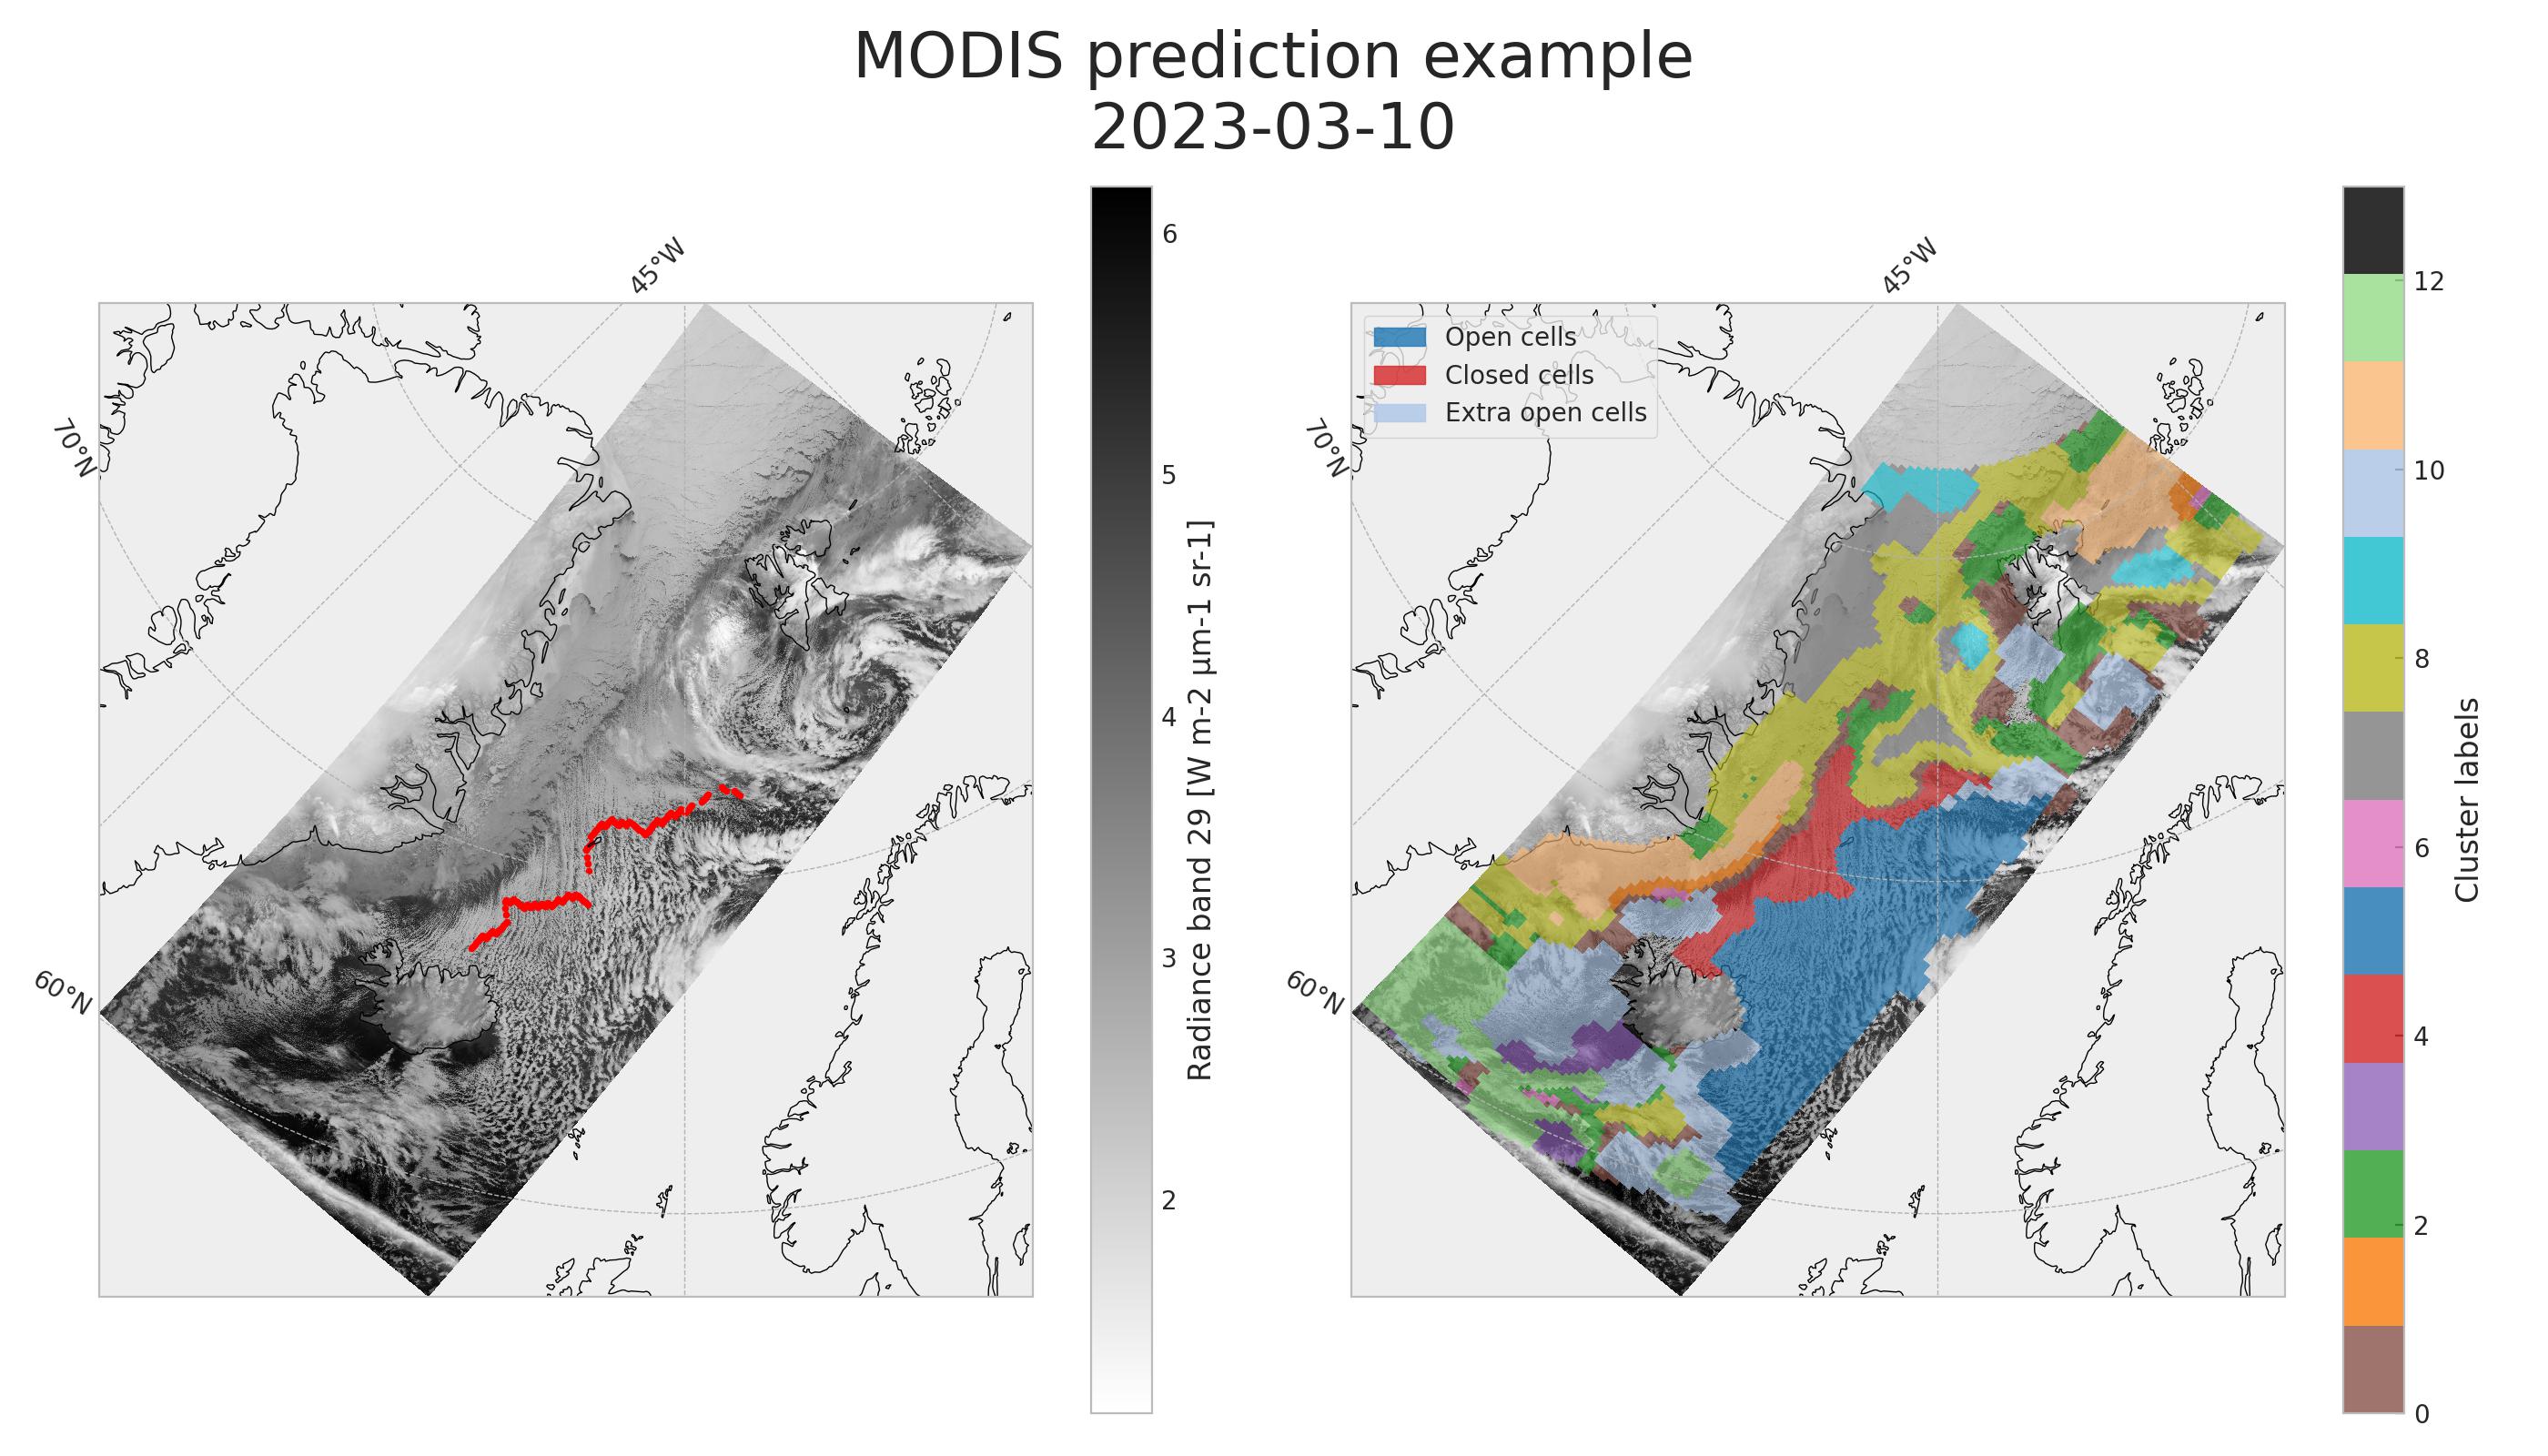 MODIS prediction example
2023-03-10
45°W
70°N
60°N
6
5
4
3
2
Radiance band 29 [W m-2 µm-1 sr-1]
45°W
70°N
60°N
Open cells
Closed cells
Extra open cells
12
10
8
6
4
2
0
Cluster labels